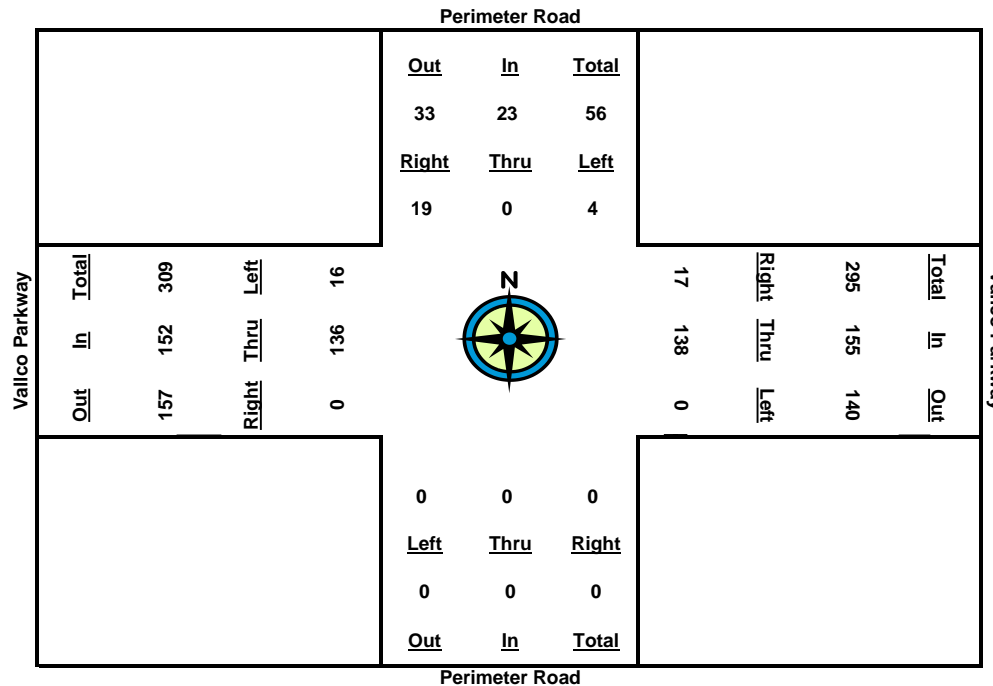 Perimeter Road
Out In Total
33 23 56
Right Thru Left
19 0 4
Vallco Parkway
Total 309 Left 16
In 152 Thru 136
Out 157 Right 0
N
17 Right 295 Total
138 Thru 155 In
0 Left 140 Out
0 0 0
Left Thru Right
0 0 0
Out In Total
Perimeter Road